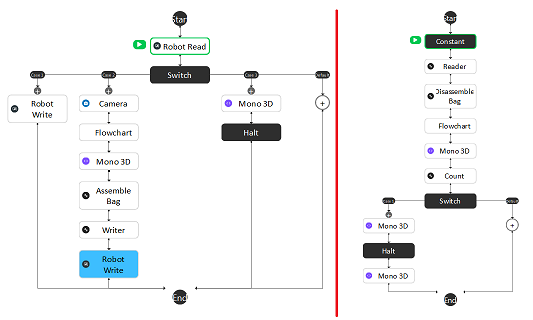 Start
Robot Read
Switch
Case 1
Case 2
Case 3
Default
Robot
Write
Camera
Flowchart
Mono 3D
Assemble
Bag
Writer
Robot
Write
Mono 3D
Halt
End
Start
Constant
Reader
Disassemble
Bag
Flowchart
Mono 3D
Count
Switch
Default
Mono 3D
Halt
Mono 3D
End